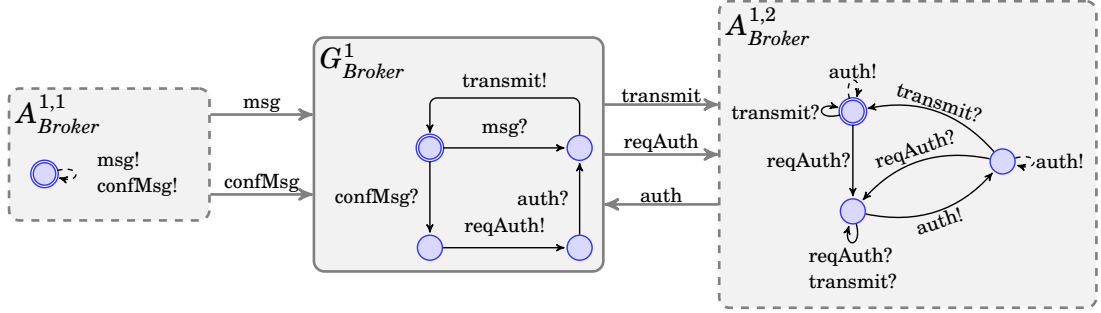 A^{1,1}_{Broker}
msg!
confMsg!
msg
confMsg
G^1_{Broker}
transmit!
msg?
confMsg?
auth?
reqAuth!
transmit
reqAuth
auth
A^{1,2}_{Broker}
auth!
transmit?
transmit?
reqAuth?
reqAuth?
auth!
auth!
reqAuth?
transmit?